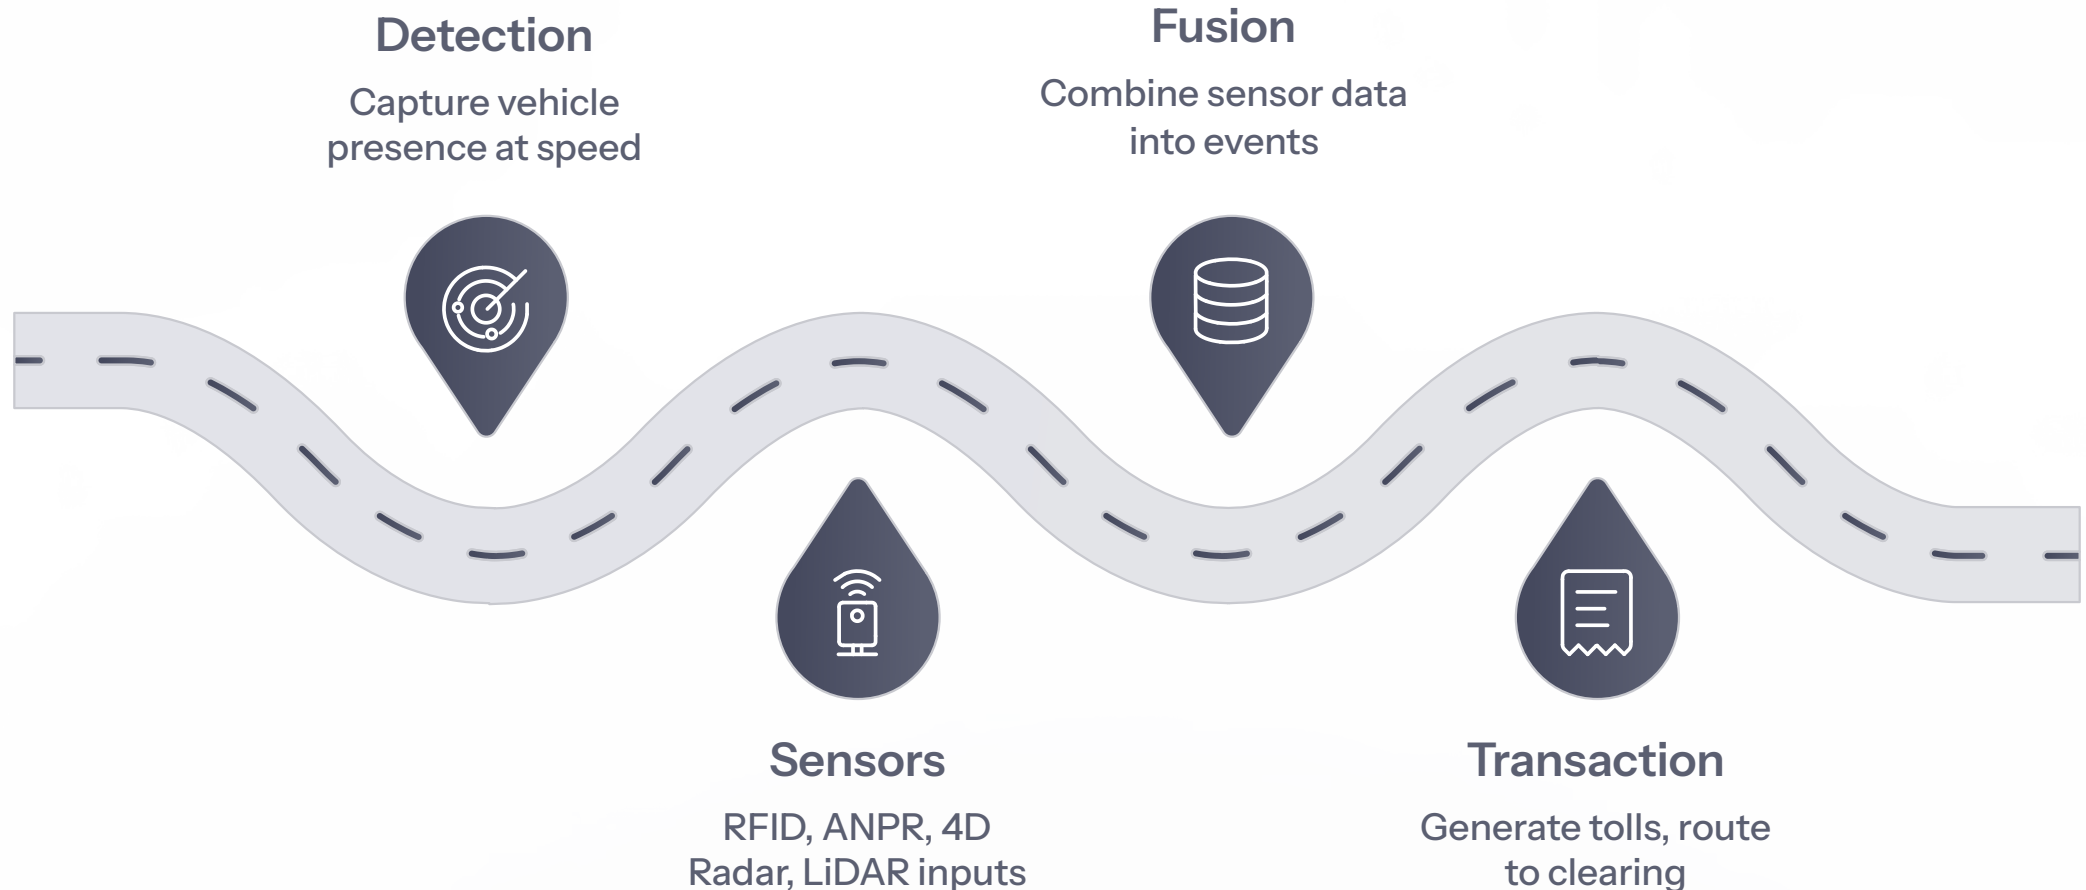 Detection
Capture vehicle
presence at speed
Fusion
Combine sensor data
into events
Sensors
RFID, ANPR, 4D
Radar, LiDAR inputs
Transaction
Generate tolls, route
to clearing